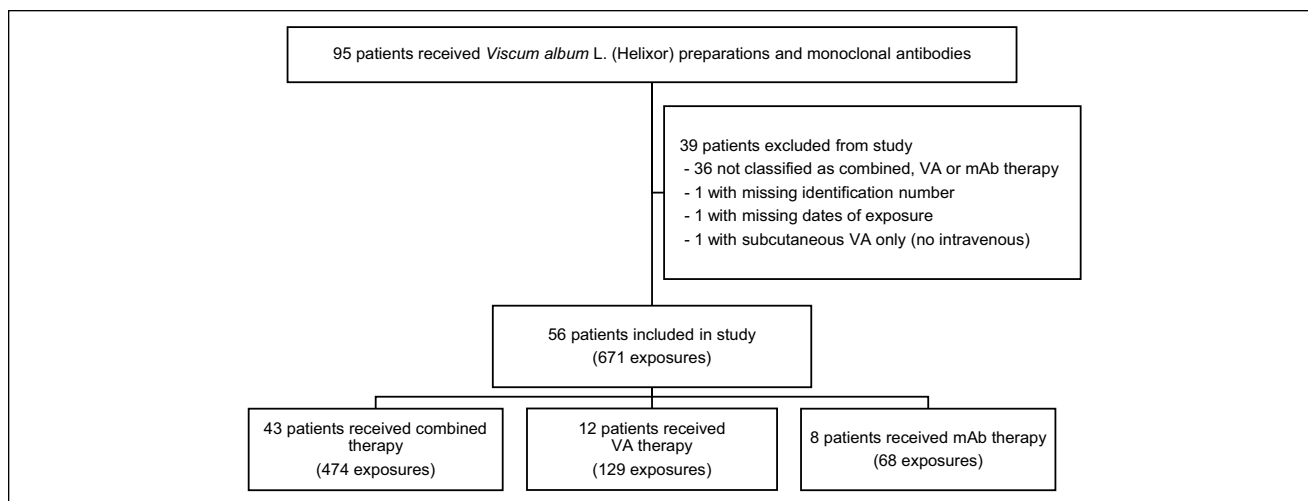 95 patients received Viscum album L. (Helixor) preparations and monoclonal antibodies
39 patients excluded from study
- 36 not classified as combined, VA or mAb therapy
- 1 with missing identification number
- 1 with missing dates of exposure
- 1 with subcutaneous VA only (no intravenous)
56 patients included in study
(671 exposures)
43 patients received combined
therapy
(474 exposures)
12 patients received
VA therapy
(129 exposures)
8 patients received mAb therapy
(68 exposures)